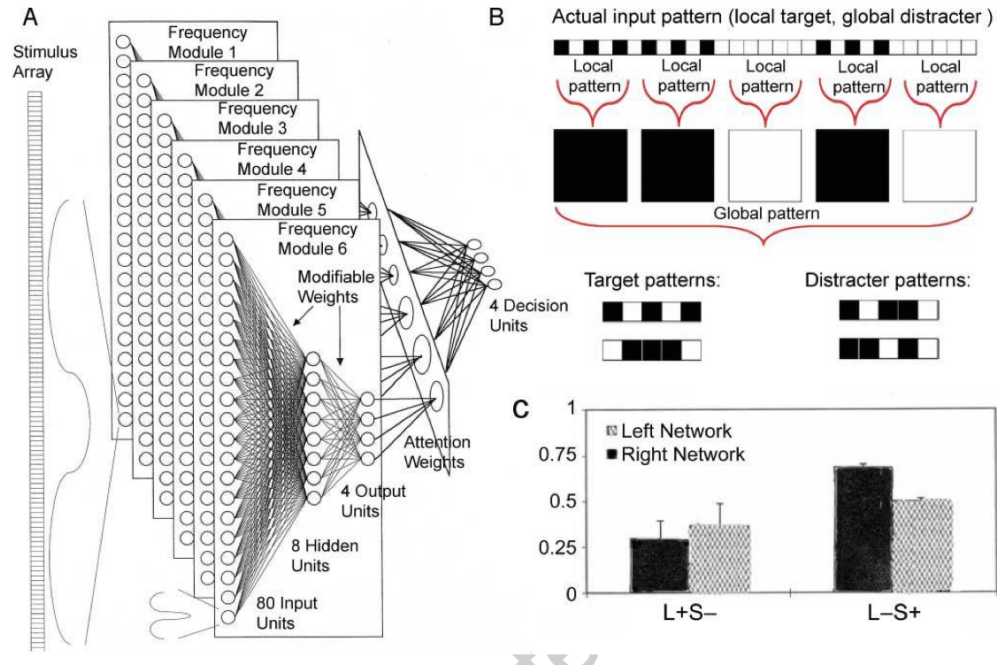 A
Stimulus
Array
Frequency
Module 1
Frequency
Module 2
Frequency
Module 3
Frequency
Module 4
Frequency
Module 5
Frequency
Module 6
Modifiable
Weights
4 Decision
Units
Attention
Weights
4 Output
Units
8 Hidden
Units
80 Input
Units
B
Actual input pattern (local target, global distracter )
Local Local Local Local Local
pattern pattern pattern pattern pattern
Global pattern
Target patterns: Distracter patterns:
C
1
Left Network
Right Network
0.75
0.5
0.25
0
L+S– L–S+